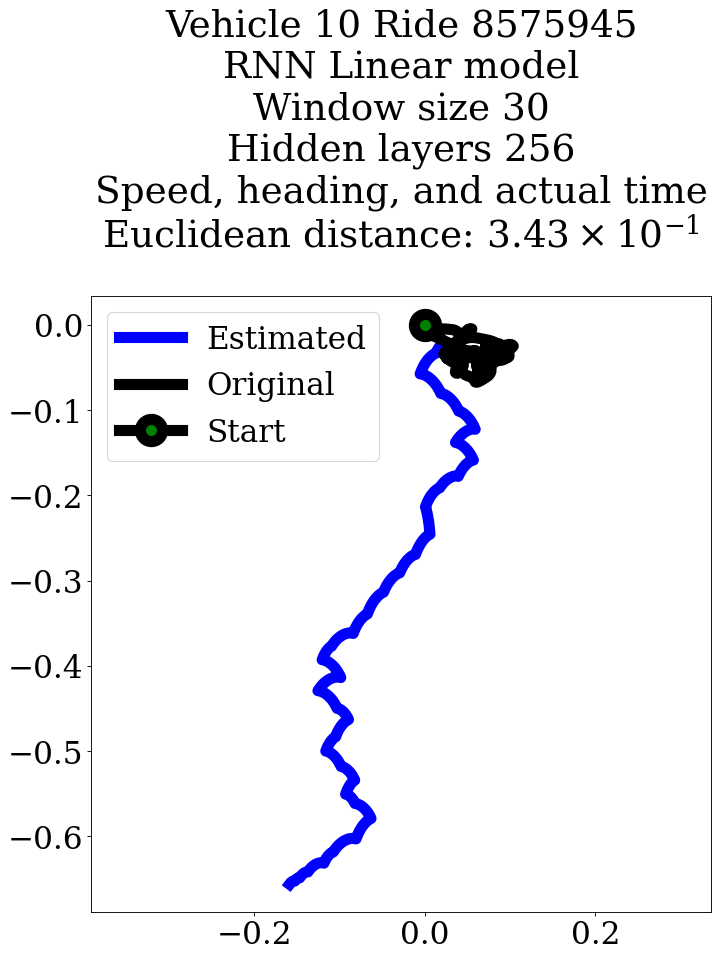 Vehicle 10 Ride 8575945
RNN Linear model
Window size 30
Hidden layers 256
Speed, heading, and actual time
Euclidean distance: 3.43 × 10⁻¹
Estimated
Original
Start
0.0
−0.1
−0.2
−0.3
−0.4
−0.5
−0.6
−0.2 0.0 0.2